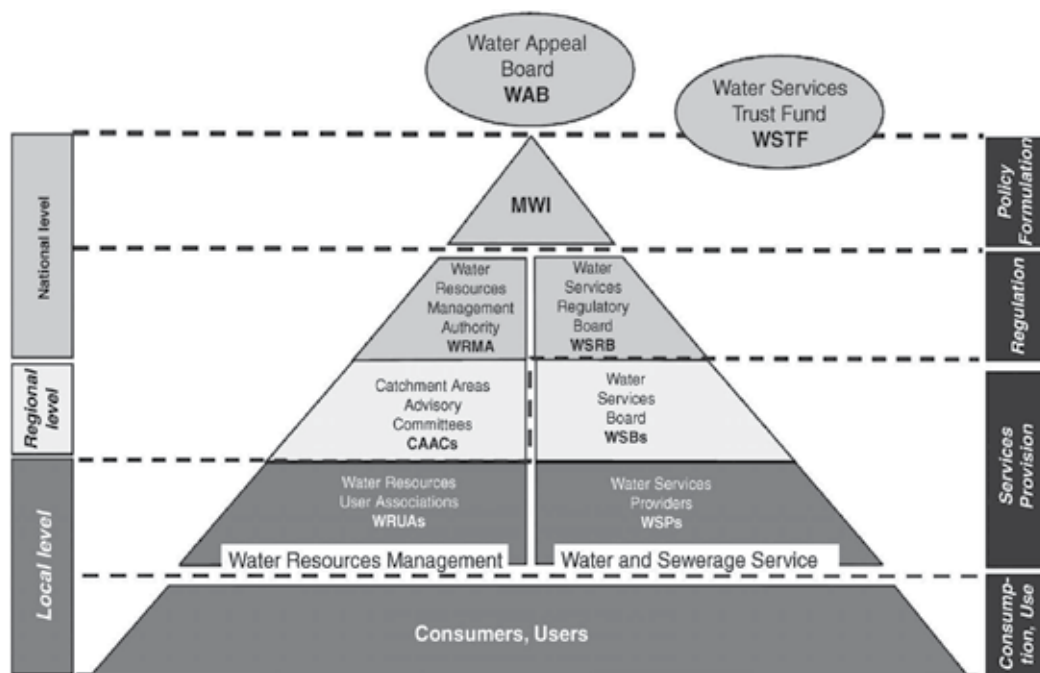 Water Appeal
Board
WAB
Water Services
Trust Fund
WSTF
National level
MWI
Policy
Formulation
Water
Resources
Management
Authority
WRMA
Water
Services
Regulatory
Board
WSRB
Regulation
Regional
level
Catchment Areas
Advisory
Committees
CAACs
Water
Services
Board
WSBs
Services
Provision
Local level
Water Resources
User Associations
WRUAs
Water Services
Providers
WSPs
Water Resources Management
Water and Sewerage Service
Consumers, Users
Consump-
tion, Use